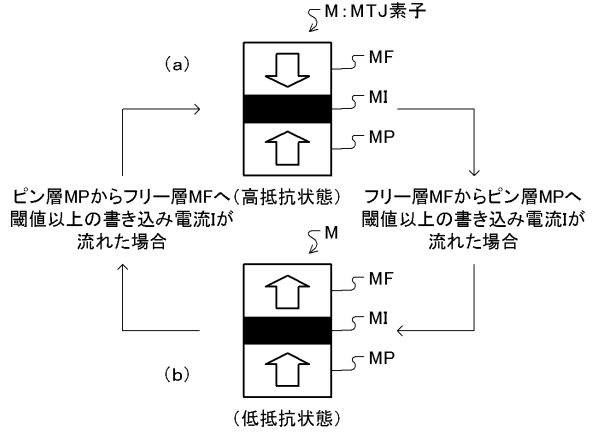 M:MTJ素子
(a)
MF
MI
MP
(高抵抗状態)
ピン層MPからフリー層MFへ
閾値以上の書き込み電流Iが
流れた場合
フリー層MFからピン層MPへ
閾値以上の書き込み電流Iが
流れた場合
M
MF
MI
MP
(b)
(低抵抗状態)